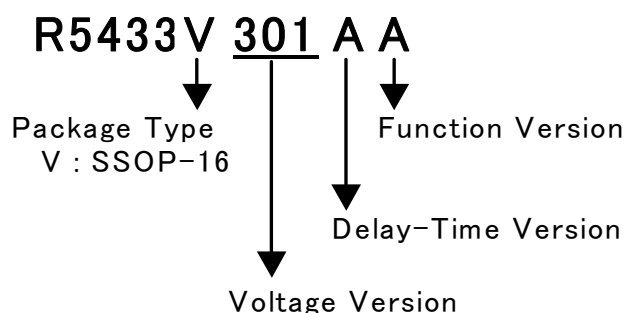 R5433V 301 A A
Package Type
V : SSOP-16
Function Version
Delay-Time Version
Voltage Version